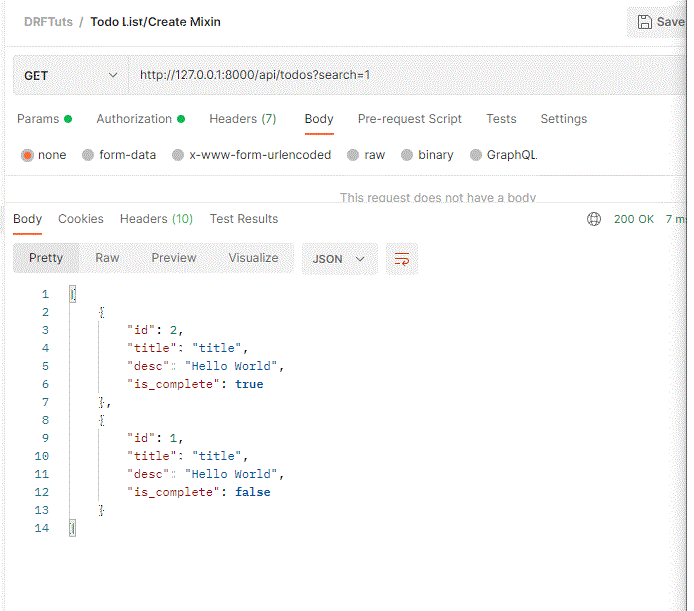 DRFTuts / Todo List/Create Mixin
Save
GET http://127.0.0.1:8000/api/todos?search=1
Params Authorization Headers (7) Body Pre-request Script Tests Settings
none form-data x-www-form-urlencoded raw binary GraphQL
This request does not have a body
Body Cookies Headers (10) Test Results 200 OK 7 ms
Pretty Raw Preview Visualize JSON
1 [
2 {
3 "id": 2,
4 "title": "title",
5 "desc": "Hello World",
6 "is_complete": true
7 },
8 {
9 "id": 1,
10 "title": "title",
11 "desc": "Hello World",
12 "is_complete": false
13 }
14 ]